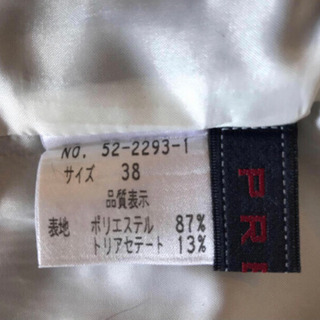 NO. 52-2293-1
サイズ 38
品質表示
表地 ポリエステル 87%
トリアセテート 13%